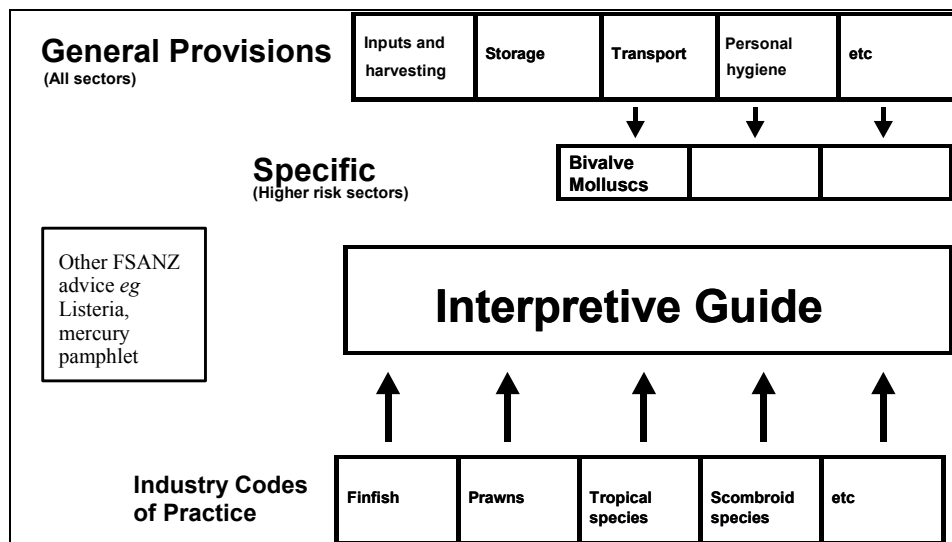 General Provisions
(All sectors)
Inputs and
harvesting
Storage
Transport
Personal
hygiene
etc
Specific
(Higher risk sectors)
Bivalve
Molluscs
Other FSANZ
advice eg
Listeria,
mercury
pamphlet
Interpretive Guide
Industry Codes
of Practice
Finfish
Prawns
Tropical
species
Scombroid
species
etc